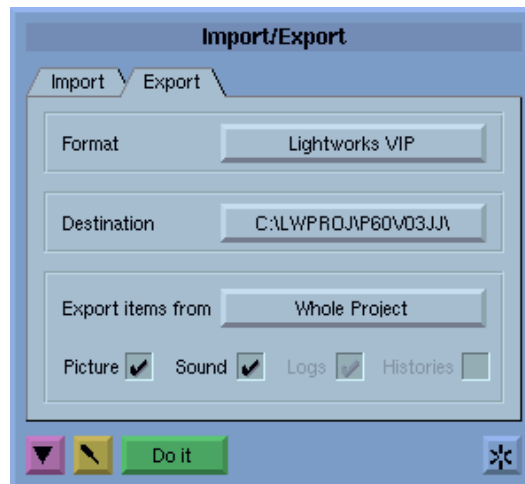 Import/Export
Import Export
Format Lightworks VIP
Destination C:\LWPROJ\P60V03JJ\
Export items from Whole Project
Picture Sound Logs Histories
Do it